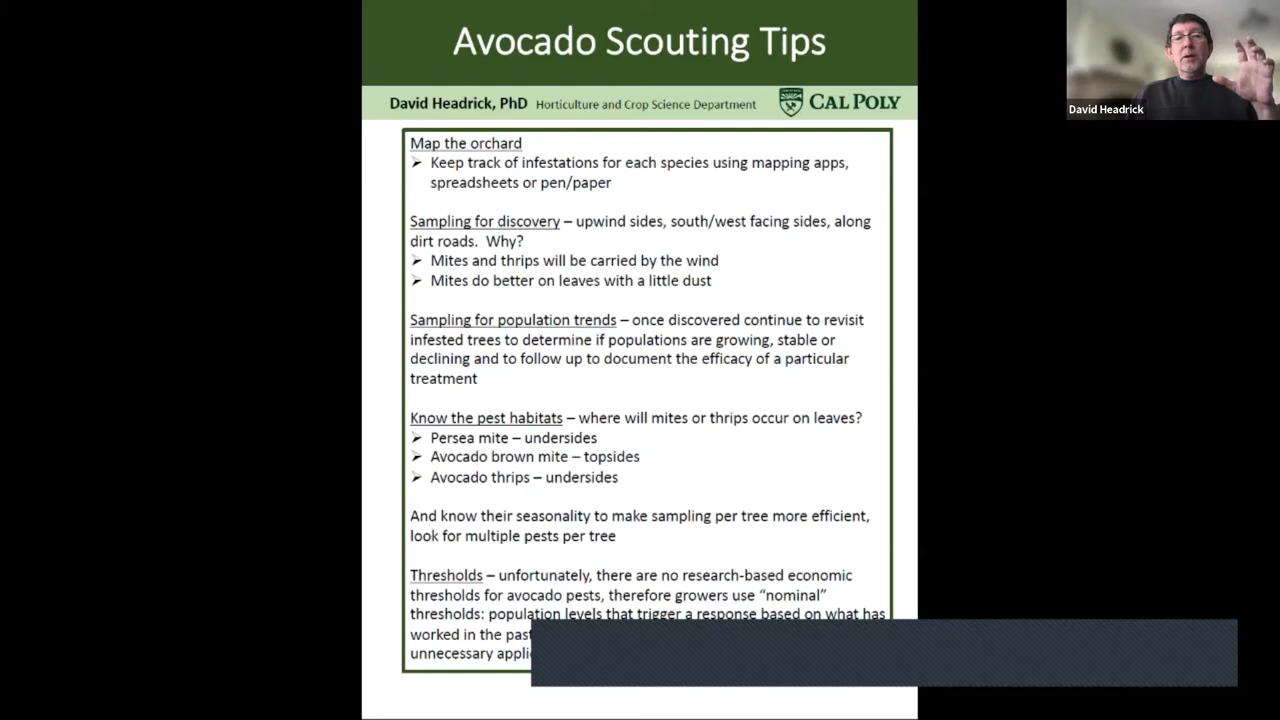 Avocado Scouting Tips
David Headrick, PhD Horticulture and Crop Science Department CAL POLY
David Headrick
Map the orchard
➢ Keep track of infestations for each species using mapping apps,
spreadsheets or pen/paper
Sampling for discovery – upwind sides, south/west facing sides, along
dirt roads. Why?
➢ Mites and thrips will be carried by the wind
➢ Mites do better on leaves with a little dust
Sampling for population trends – once discovered continue to revisit
infested trees to determine if populations are growing, stable or
declining and to follow up to document the efficacy of a particular
treatment
Know the pest habitats – where will mites or thrips occur on leaves?
➢ Persea mite – undersides
➢ Avocado brown mite – topsides
➢ Avocado thrips – undersides
And know their seasonality to make sampling per tree more efficient,
look for multiple pests per tree
Thresholds – unfortunately, there are no research-based economic
thresholds for avocado pests, therefore growers use “nominal”
thresholds: population levels that trigger a response based on what has
worked in the past
unnecessary